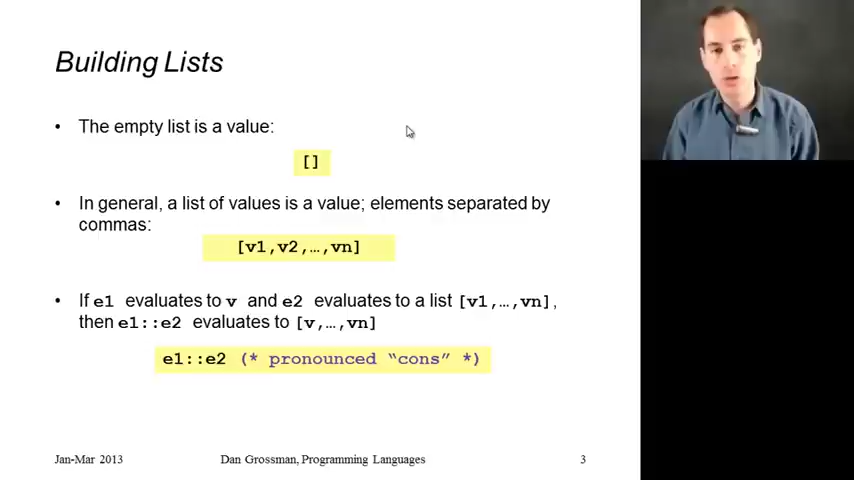 Building Lists
• The empty list is a value:
[]
• In general, a list of values is a value; elements separated by
commas:
[v1,v2,…,vn]
• If e1 evaluates to v and e2 evaluates to a list [v1,…,vn],
then e1::e2 evaluates to [v,…,vn]
e1::e2 (* pronounced “cons” *)
Jan-Mar 2013 Dan Grossman, Programming Languages 3